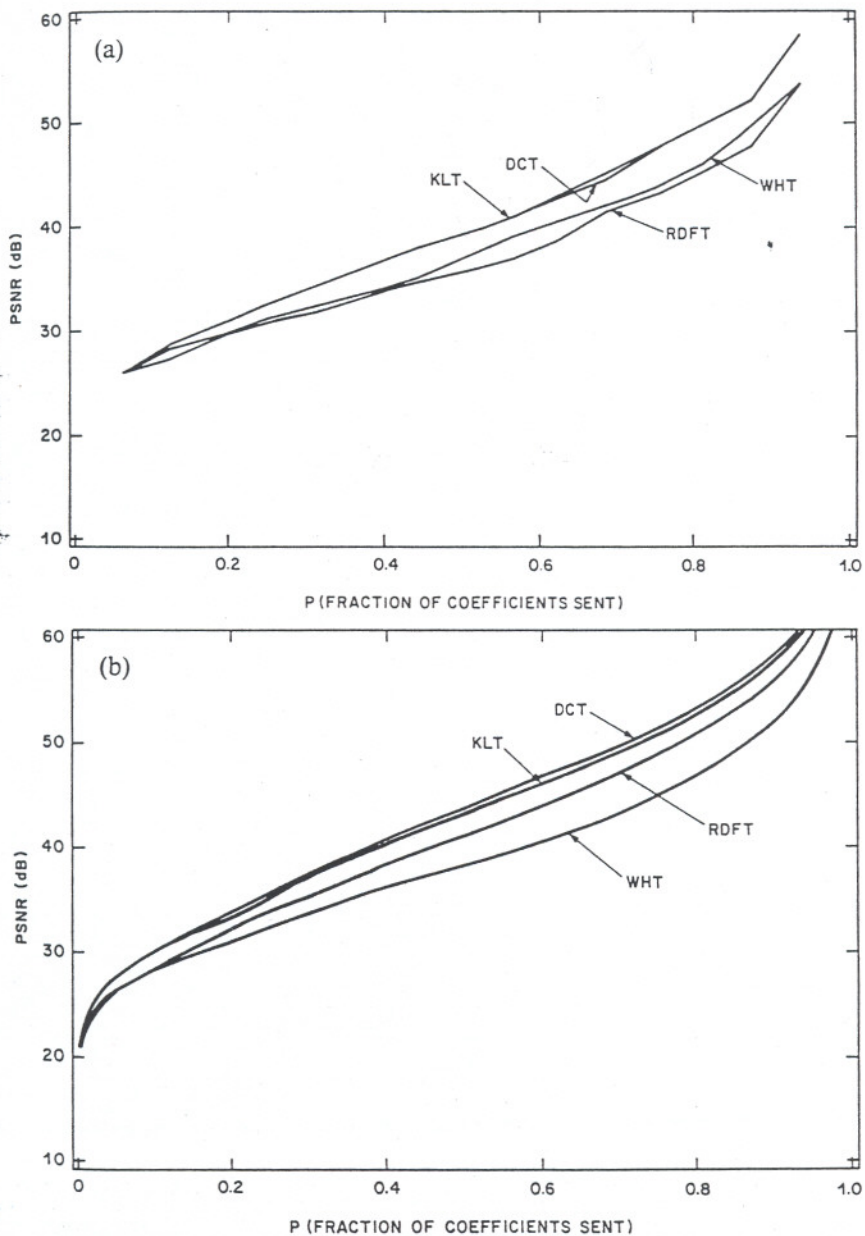 60
(a)
50
KLT
DCT
WHT
40
RDFT
PSNR (dB)
30
20
10
0
0.2
0.4
0.6
0.8
1.0
P (FRACTION OF COEFFICIENTS SENT)
60
(b)
DCT
50
KLT
RDFT
40
WHT
PSNR (dB)
30
20
10
0
0.2
0.4
0.6
0.8
1.0
P (FRACTION OF COEFFICIENTS SENT)